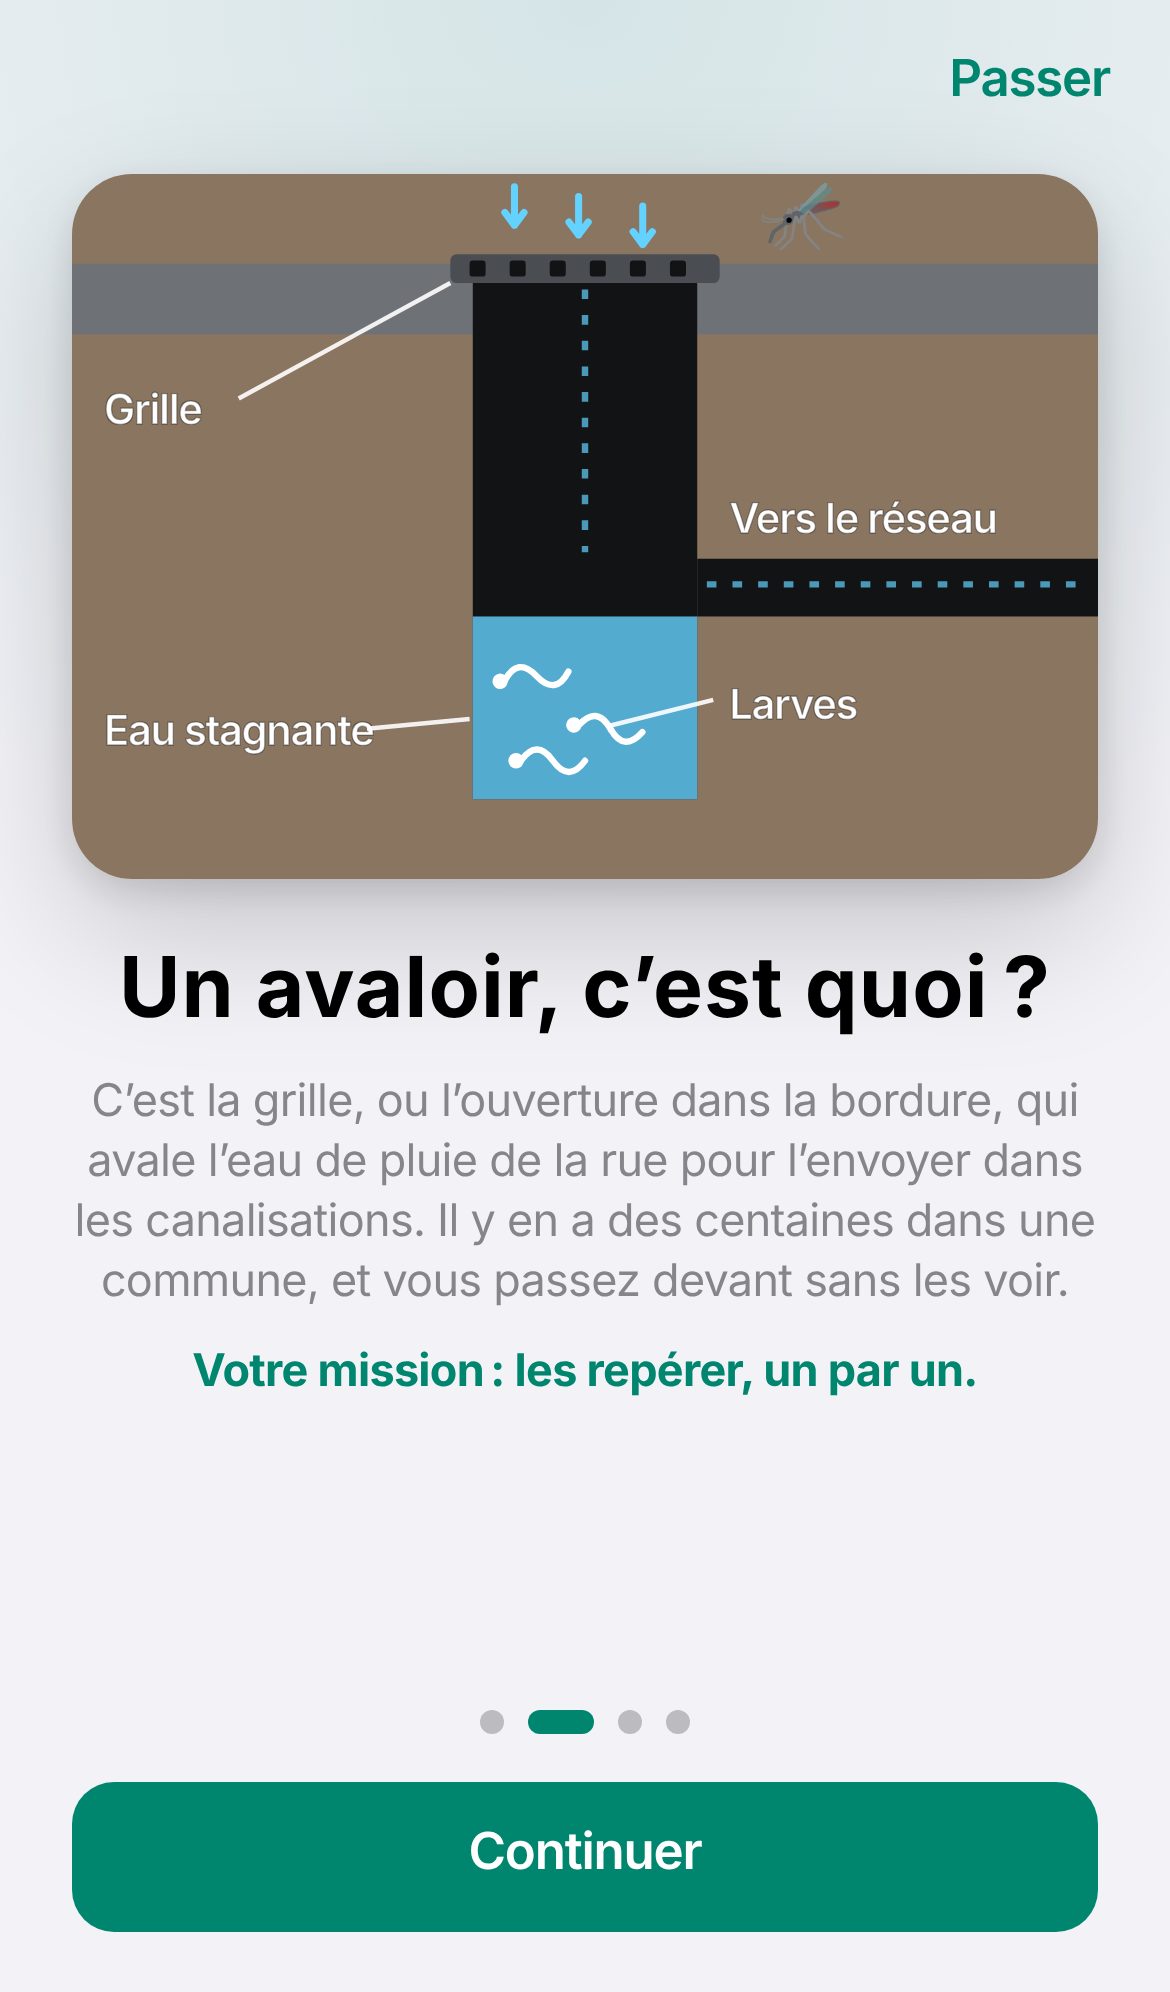 Passer
Grille
Vers le réseau
Larves
Eau stagnante
Un avaloir, c’est quoi ?
C’est la grille, ou l’ouverture dans la bordure, qui
avale l’eau de pluie de la rue pour l’envoyer dans
les canalisations. Il y en a des centaines dans une
commune, et vous passez devant sans les voir.
Votre mission : les repérer, un par un.
Continuer